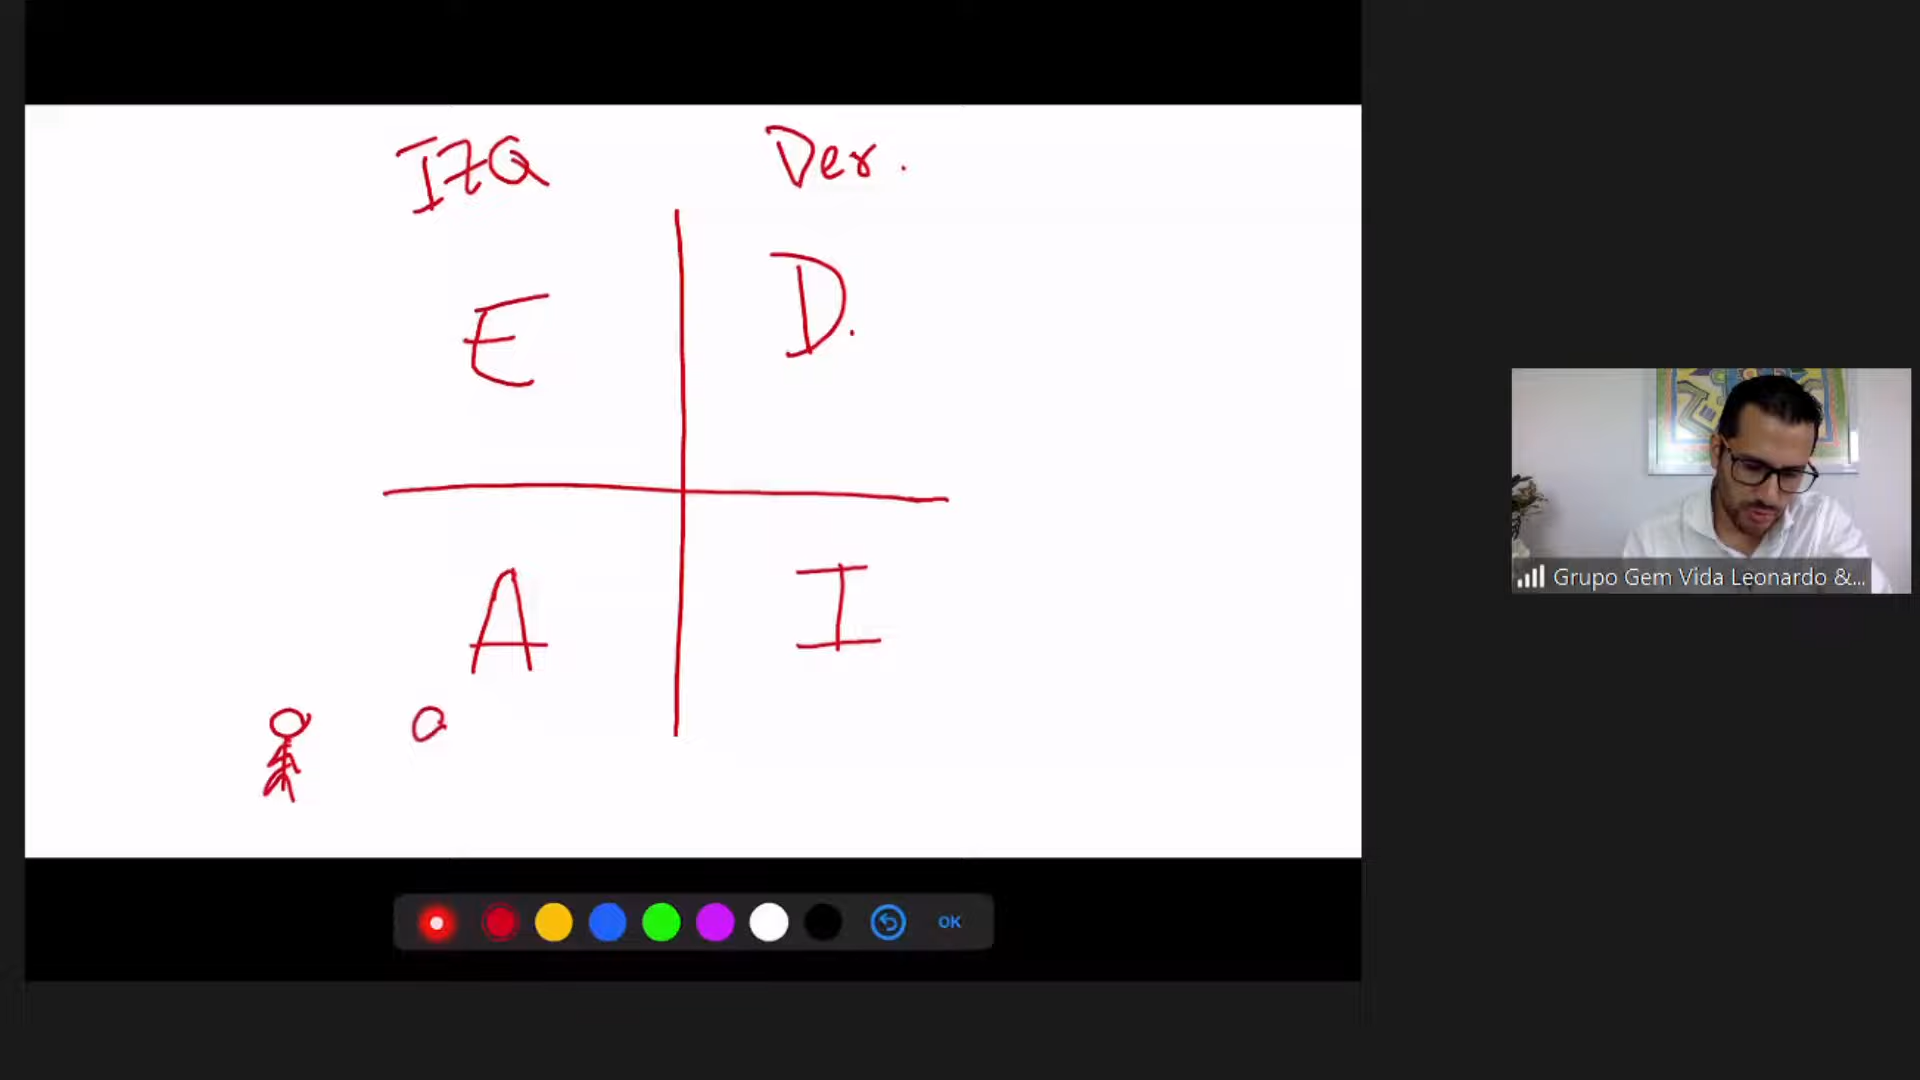 IZQ Der.
E D.
A I
Grupo Gem Vida Leonardo &...
OK